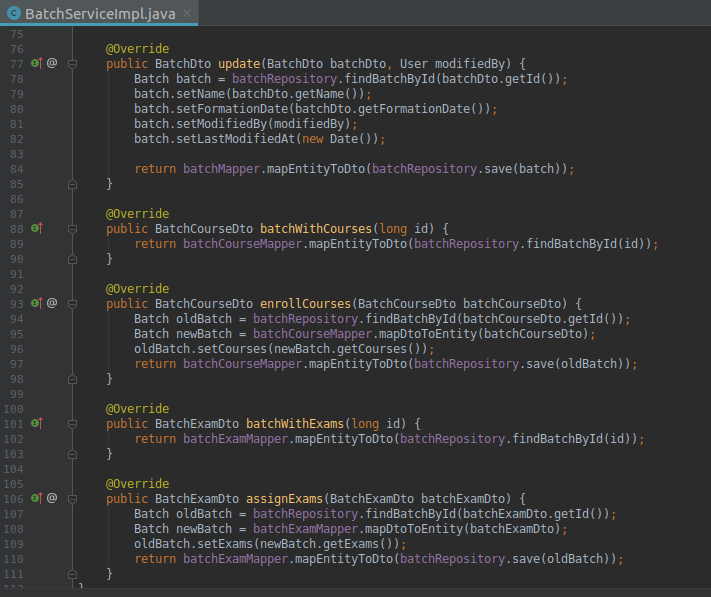 BatchServiceImpl.java
75
76 @Override
77 public BatchDto update(BatchDto batchDto, User modifiedBy) {
78 Batch batch = batchRepository.findBatchById(batchDto.getId());
79 batch.setName(batchDto.getName());
80 batch.setFormationDate(batchDto.getFormationDate());
81 batch.setModifiedBy(modifiedBy);
82 batch.setLastModifiedAt(new Date());
83
84 return batchMapper.mapEntityToDto(batchRepository.save(batch));
85 }
86
87 @Override
88 public BatchCourseDto batchWithCourses(long id) {
89 return batchCourseMapper.mapEntityToDto(batchRepository.findBatchById(id));
90 }
91
92 @Override
93 public BatchCourseDto enrollCourses(BatchCourseDto batchCourseDto) {
94 Batch oldBatch = batchRepository.findBatchById(batchCourseDto.getId());
95 Batch newBatch = batchCourseMapper.mapDtoToEntity(batchCourseDto);
96 oldBatch.setCourses(newBatch.getCourses());
97 return batchCourseMapper.mapEntityToDto(batchRepository.save(oldBatch));
98 }
99
100 @Override
101 public BatchExamDto batchWithExams(long id) {
102 return batchExamMapper.mapEntityToDto(batchRepository.findBatchById(id));
103 }
104
105 @Override
106 public BatchExamDto assignExams(BatchExamDto batchExamDto) {
107 Batch oldBatch = batchRepository.findBatchById(batchExamDto.getId());
108 Batch newBatch = batchExamMapper.mapDtoToEntity(batchExamDto);
109 oldBatch.setExams(newBatch.getExams());
110 return batchExamMapper.mapEntityToDto(batchRepository.save(oldBatch));
111 }
112 }